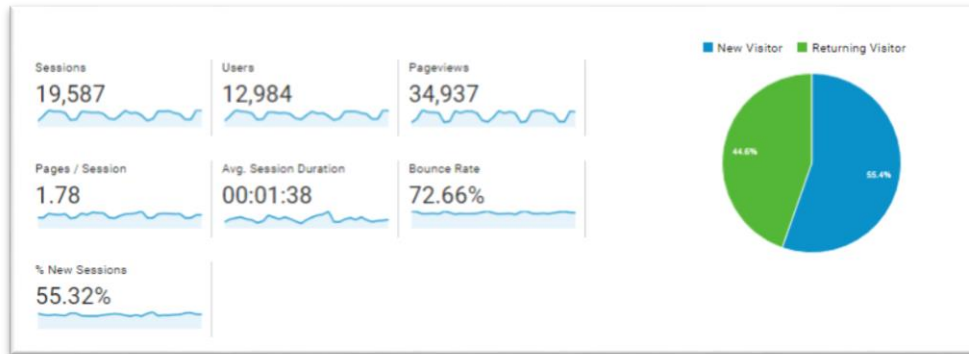 New Visitor Returning Visitor
Sessions
19,587
Users
12,984
Pageviews
34,937
Pages / Session
1.78
Avg. Session Duration
00:01:38
Bounce Rate
72.66%
% New Sessions
55.32%
44.6%
55.4%